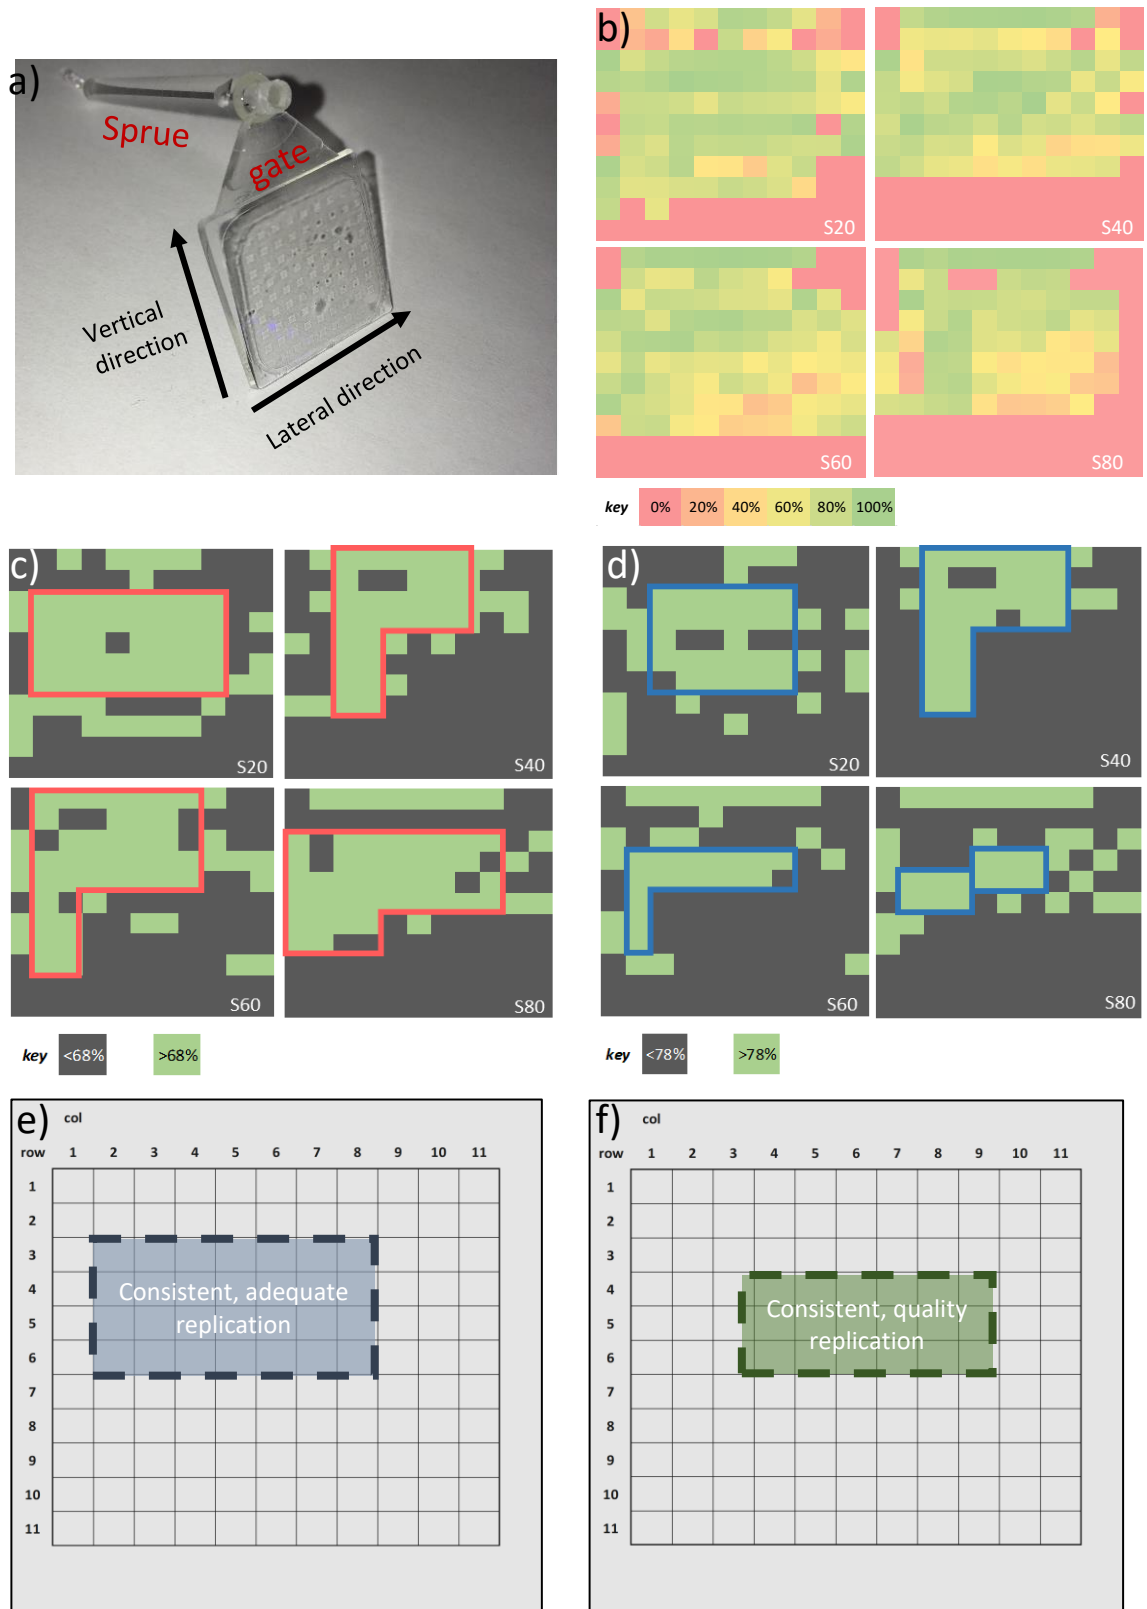 a)
Sprue
gate
Vertical
direction
Lateral direction
b)
S20
S40
S60
S80
key 0% 20% 40% 60% 80% 100%
c)
S20
S40
S60
S80
key <68% >68%
d)
S20
S40
S60
S80
key <78% >78%
e)
col
row 1 2 3 4 5 6 7 8 9 10 11
1
2
3
4
5
6
7
8
9
10
11
Consistent, adequate
replication
f)
col
row 1 2 3 4 5 6 7 8 9 10 11
1
2
3
4
5
6
7
8
9
10
11
Consistent, quality
replication